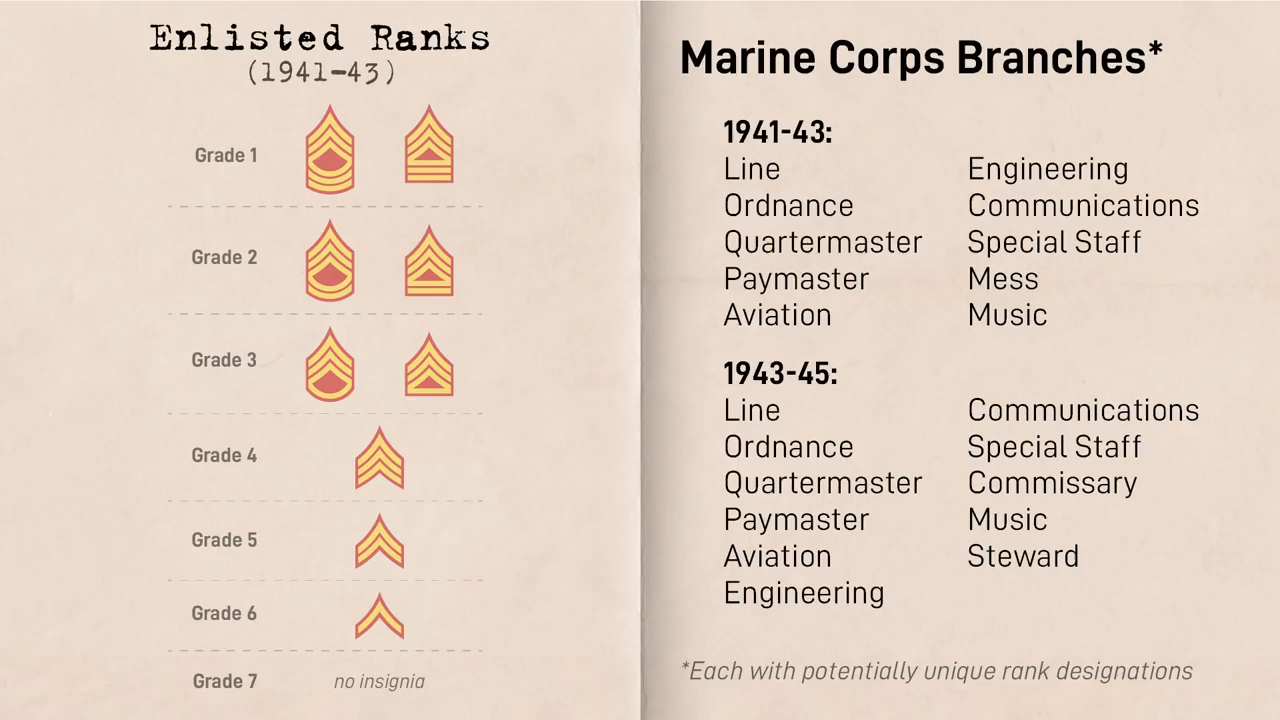 Enlisted Ranks
(1941-43)
Grade 1
Grade 2
Grade 3
Grade 4
Grade 5
Grade 6
Grade 7 no insignia
Marine Corps Branches*
1941-43:
Line Engineering
Ordnance Communications
Quartermaster Special Staff
Paymaster Mess
Aviation Music
1943-45:
Line Communications
Ordnance Special Staff
Quartermaster Commissary
Paymaster Music
Aviation Steward
Engineering
*Each with potentially unique rank designations